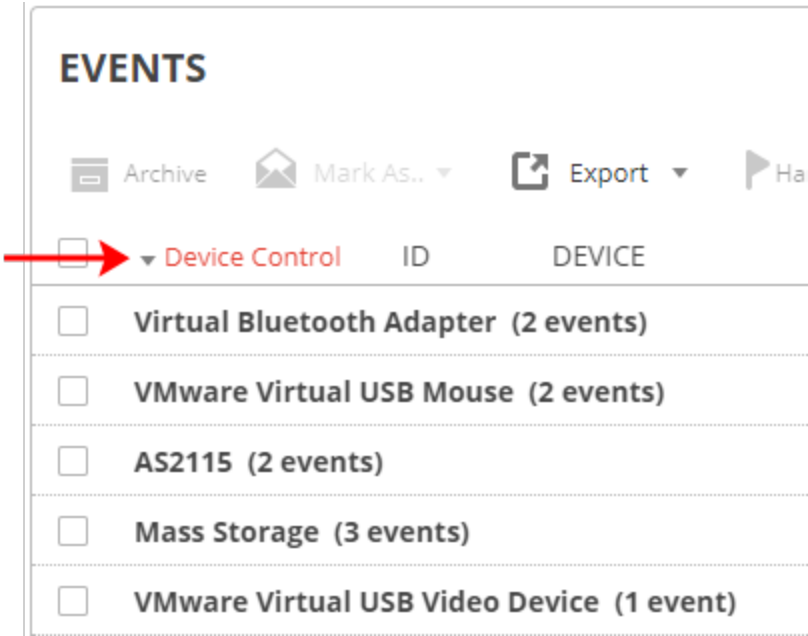 EVENTS
Archive Mark As.. Export
Device Control ID DEVICE
Virtual Bluetooth Adapter (2 events)
VMware Virtual USB Mouse (2 events)
AS2115 (2 events)
Mass Storage (3 events)
VMware Virtual USB Video Device (1 event)